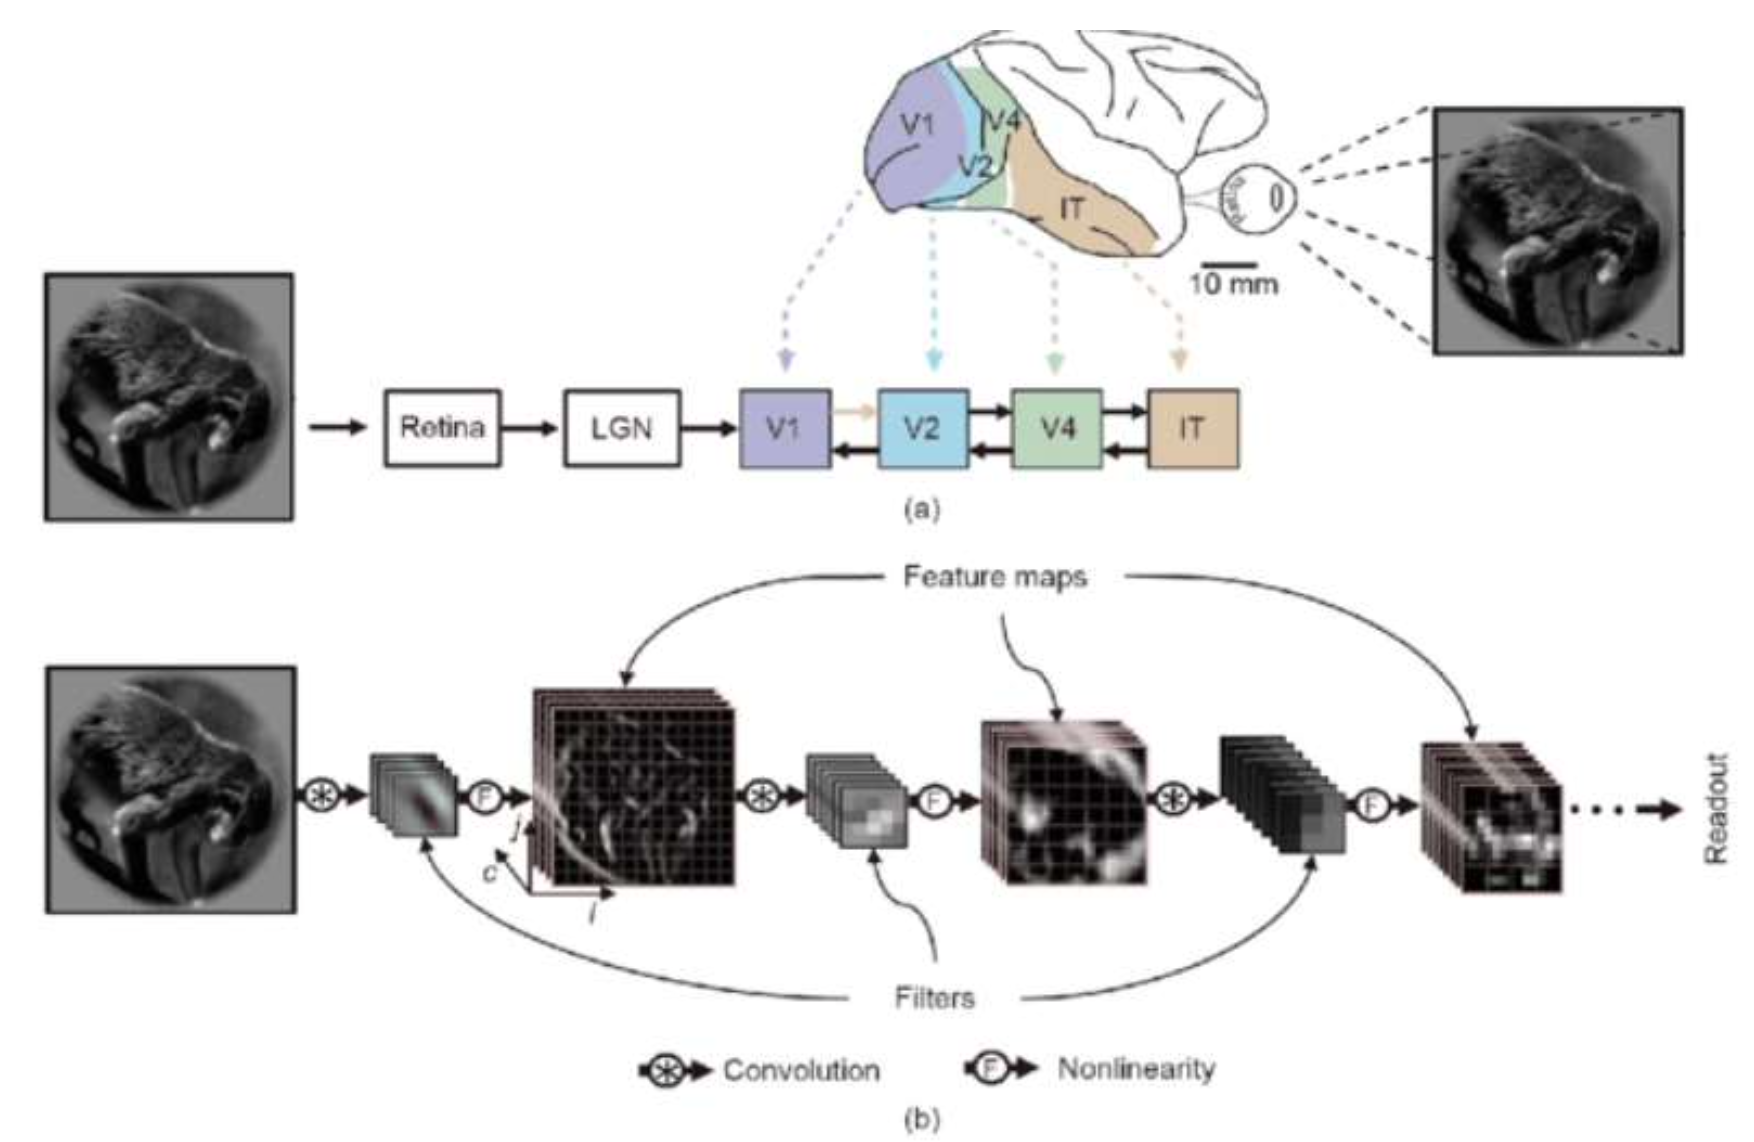 V1
V4
V2
IT
10 mm
Retina
LGN
V1
V2
V4
IT
(a)
Feature maps
F
F
F
j
c
i
Readout
Filters
Convolution
F
Nonlinearity
(b)